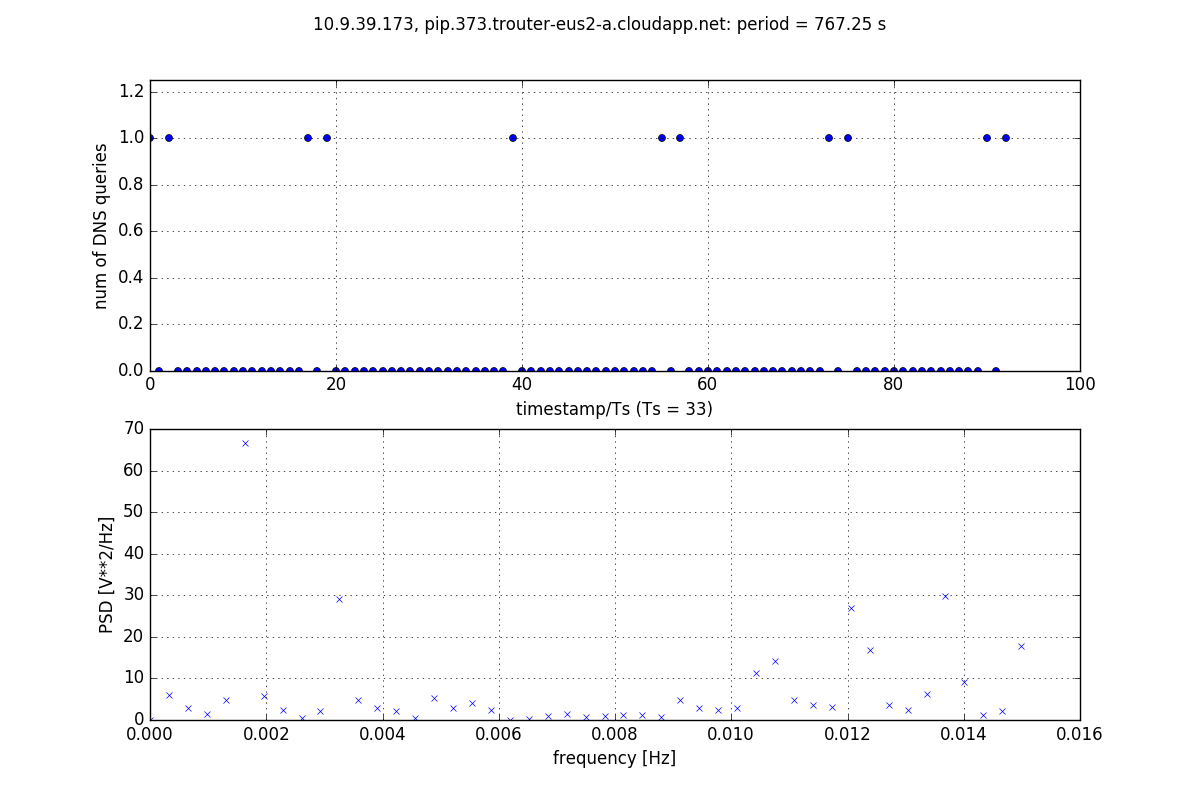 10.9.39.173, pip.373.trouter-eus2-a.cloudapp.net: period = 767.25 s
1.2
1.0
0.8
0.6
0.4
0.2
0.0
num of DNS queries
0 20 40 60 80 100
timestamp/Ts (Ts = 33)
70
60
50
40
30
20
10
0
PSD [V**2/Hz]
0.000 0.002 0.004 0.006 0.008 0.010 0.012 0.014 0.016
frequency [Hz]